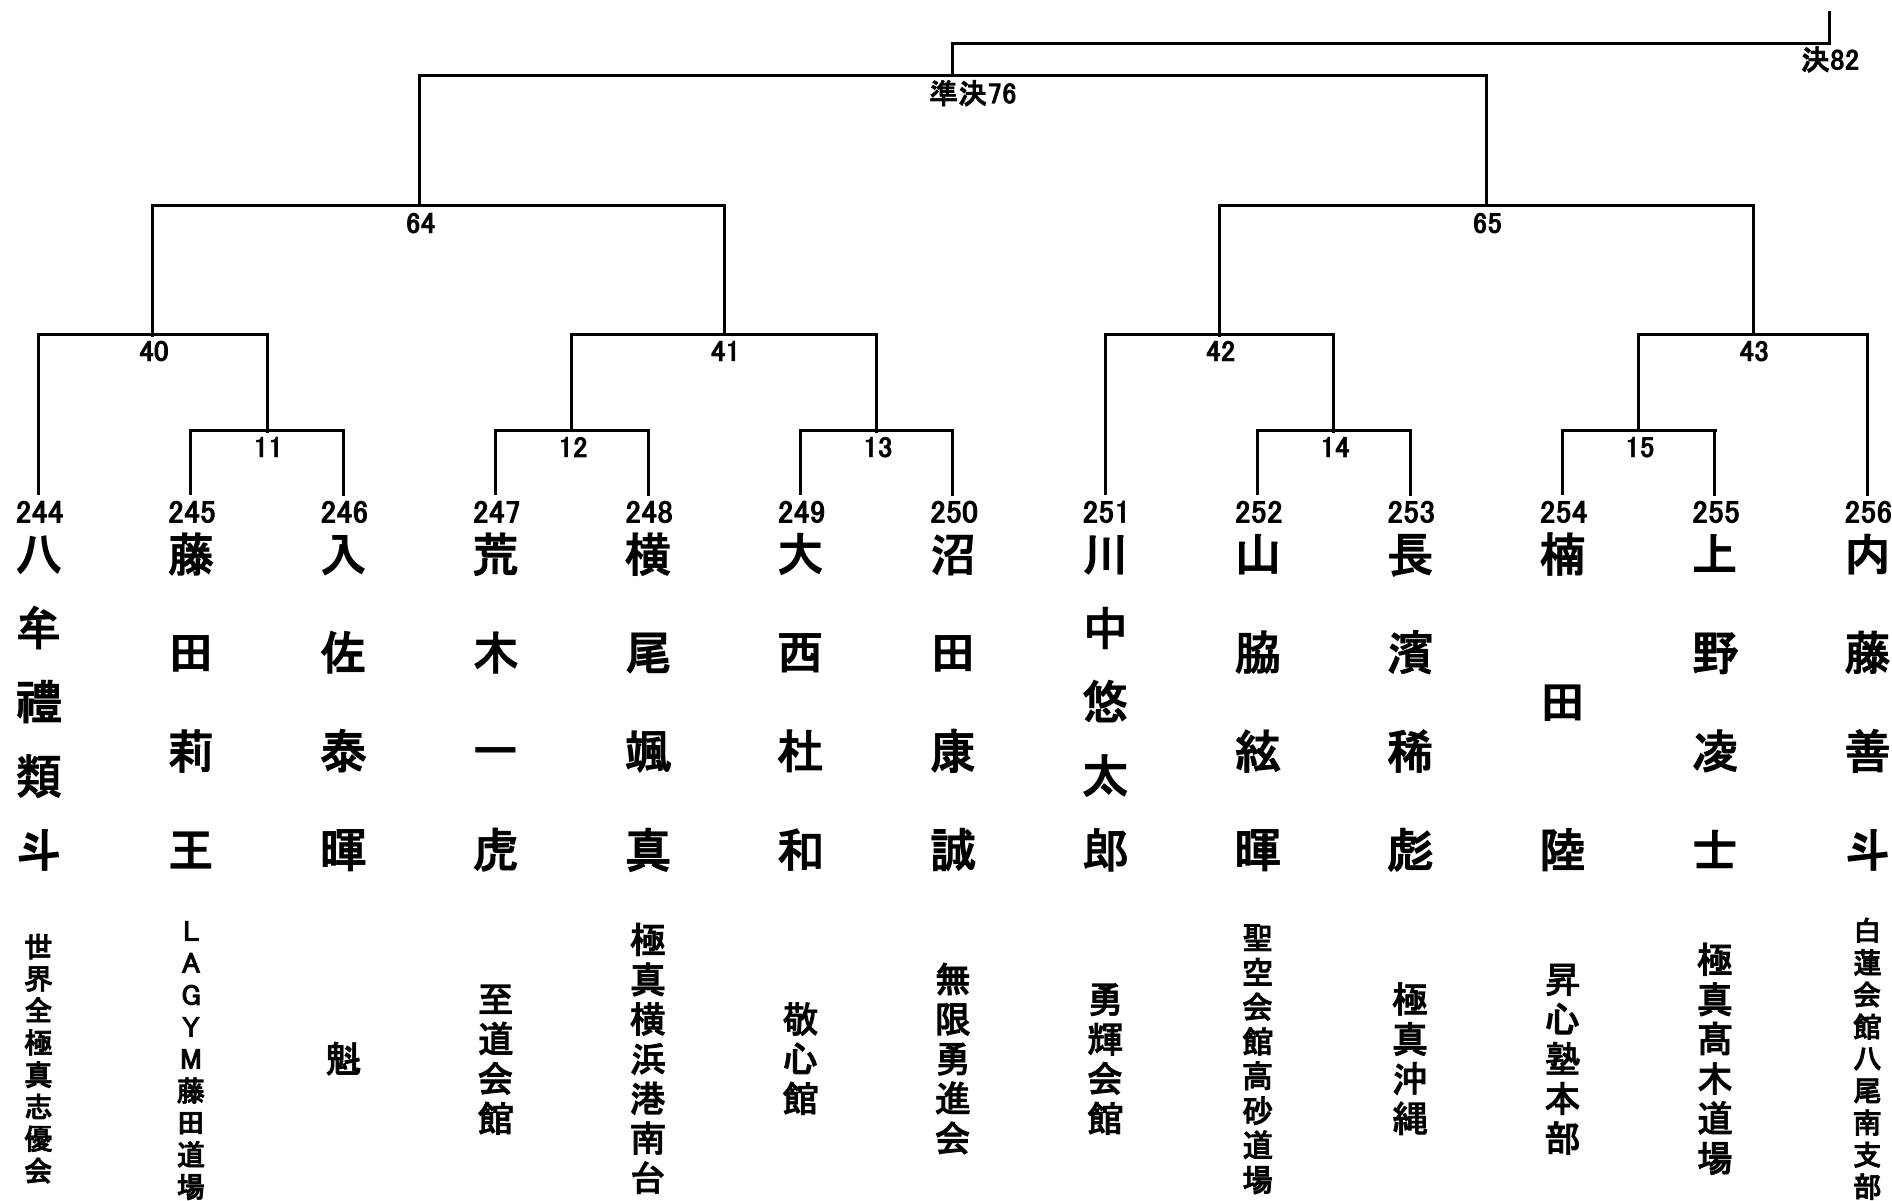 決82
準決76
64
65
40
41
42
43
11
12
13
14
15
244
245
246
247
248
249
250
251
252
253
254
255
256
八牟禮類斗
藤田莉王
入佐泰暉
荒木一虎
横尾颯真
大西杜和
沼田康誠
川中悠太郎
山脇絃暉
長濱稀彪
楠田陸
上野凌士
内藤善斗
世界全極真志優会
LAGYM藤田道場
魁
至道会館
極真横浜港南台
敬心館
無限勇進会
勇輝会館
聖空会館高砂道場
極真沖縄
昇心塾本部
極真髙木道場
白蓮会館八尾南支部